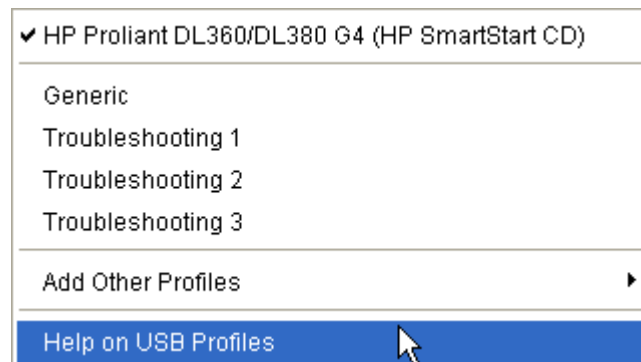 HP Proliant DL360/DL380 G4 (HP SmartStart CD)
Generic
Troubleshooting 1
Troubleshooting 2
Troubleshooting 3
Add Other Profiles
Help on USB Profiles